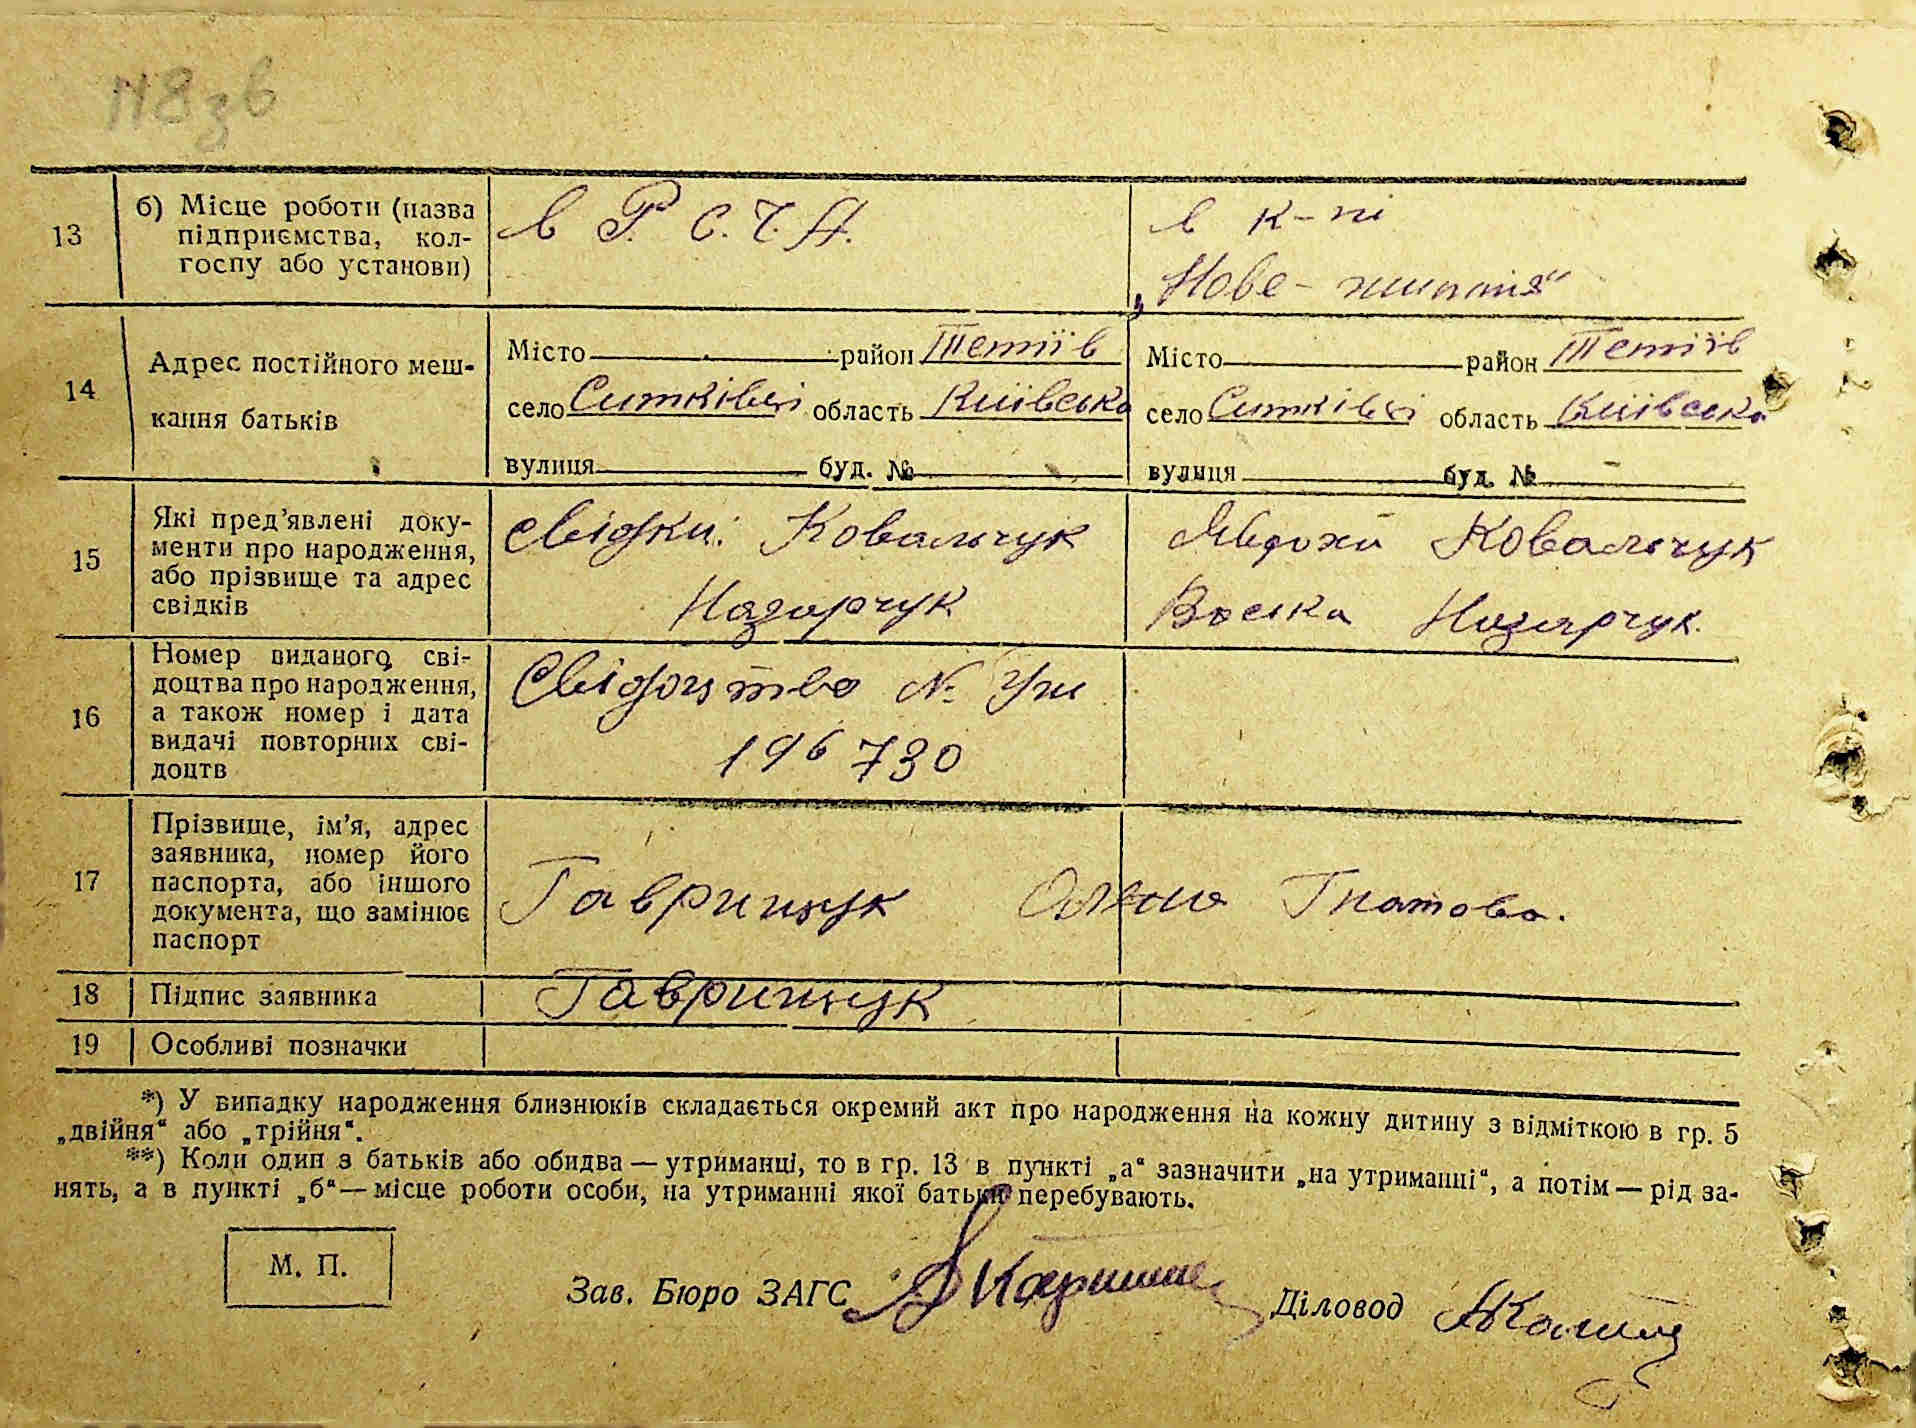 № 8 зв
13
б) Місце роботи (назва
підприємства, кол-
госпу або установи)
в Р. С. Ч. А.
в к-пі
„Нове-життя“
14
Адрес постійного меш-
кання батьків
Місто район Тетіїв
село Ситківці область Київська
вулиця буд. №
Місто район Тетіїв
село Ситківці область Київська
вулиця буд. №
15
Які пред’явлені доку-
менти про народження,
або прізвище та адрес
свідків
Свідки: Ковальчук
Назарчук
Явдоха Ковальчук
Назарчук.
16
Номер виданого сві-
доцтва про народження,
а також номер і дата
видачі повторних сві-
доцтв
Свідоцтво №
196730
17
Прізвище, ім’я, адрес
заявника, номер його
паспорта, або іншого
документа, що замінює
паспорт
Гаврищук Олена Гнатова.
18
Підпис заявника
Гаврищук
19
Особливі позначки
*) У випадку народження близнюків складається окремий акт про народження на кожну дитину з відміткою в гр. 5
„двійня“ або „трійня“.
**) Коли один з батьків або обидва — утриманці, то в гр. 13 в пункті „а“ зазначити „на утриманні“, а потім — рід за-
нять, а в пункті „б“ — місце роботи особи, на утриманні якої батьки перебувають.
М. П.
Зав. Бюро ЗАГС
Діловод